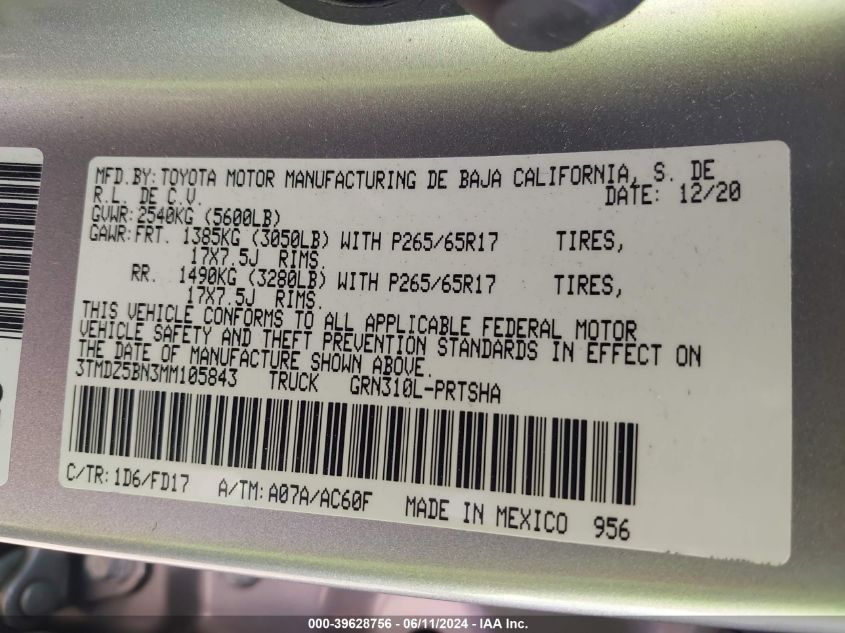 MFD.BY:TOYOTA MOTOR MANUFACTURING DE BAJA CALIFORNIA, S. DE
R.L. DE C.V. DATE: 12/20
GVWR:2540KG (5600LB)
GAWR:FRT. 1385KG (3050LB) WITH P265/65R17 TIRES,
17X7.5J RIMS.
RR. 1490KG (3280LB) WITH P265/65R17 TIRES,
17X7.5J RIMS.
THIS VEHICLE CONFORMS TO ALL APPLICABLE FEDERAL MOTOR
VEHICLE SAFETY AND THEFT PREVENTION STANDARDS IN EFFECT ON
THE DATE OF MANUFACTURE SHOWN ABOVE.
3TMDZ5BN3MM105843 TRUCK GRN310L-PRTSHA
C/TR:1D6/FD17 A/TM:A07A/AC60F MADE IN MEXICO 956
000-39628756 - 06/11/2024 - IAA Inc.